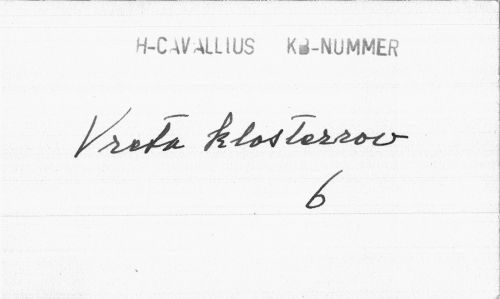 H-CAVALLIUS KB-NUMMER
Vreta klosterrov
6